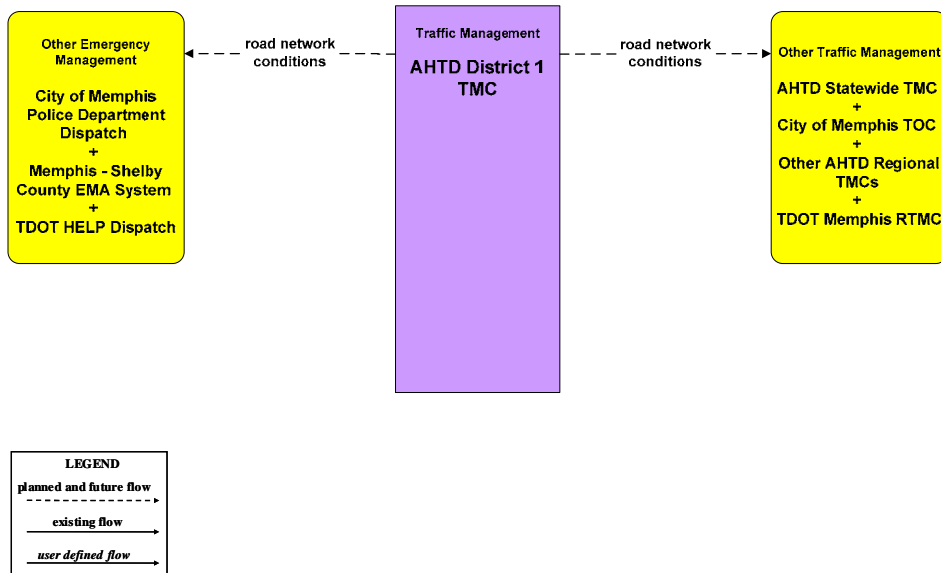 Other Emergency
Management
City of Memphis
Police Department
Dispatch
+
Memphis - Shelby
County EMA System
+
TDOT HELP Dispatch
road network
conditions
Traffic Management
AHTD District 1
TMC
road network
conditions
Other Traffic Management
AHTD Statewide TMC
+
City of Memphis TOC
+
Other AHTD Regional
TMCs
+
TDOT Memphis RTMC
LEGEND
planned and future flow
existing flow
user defined flow